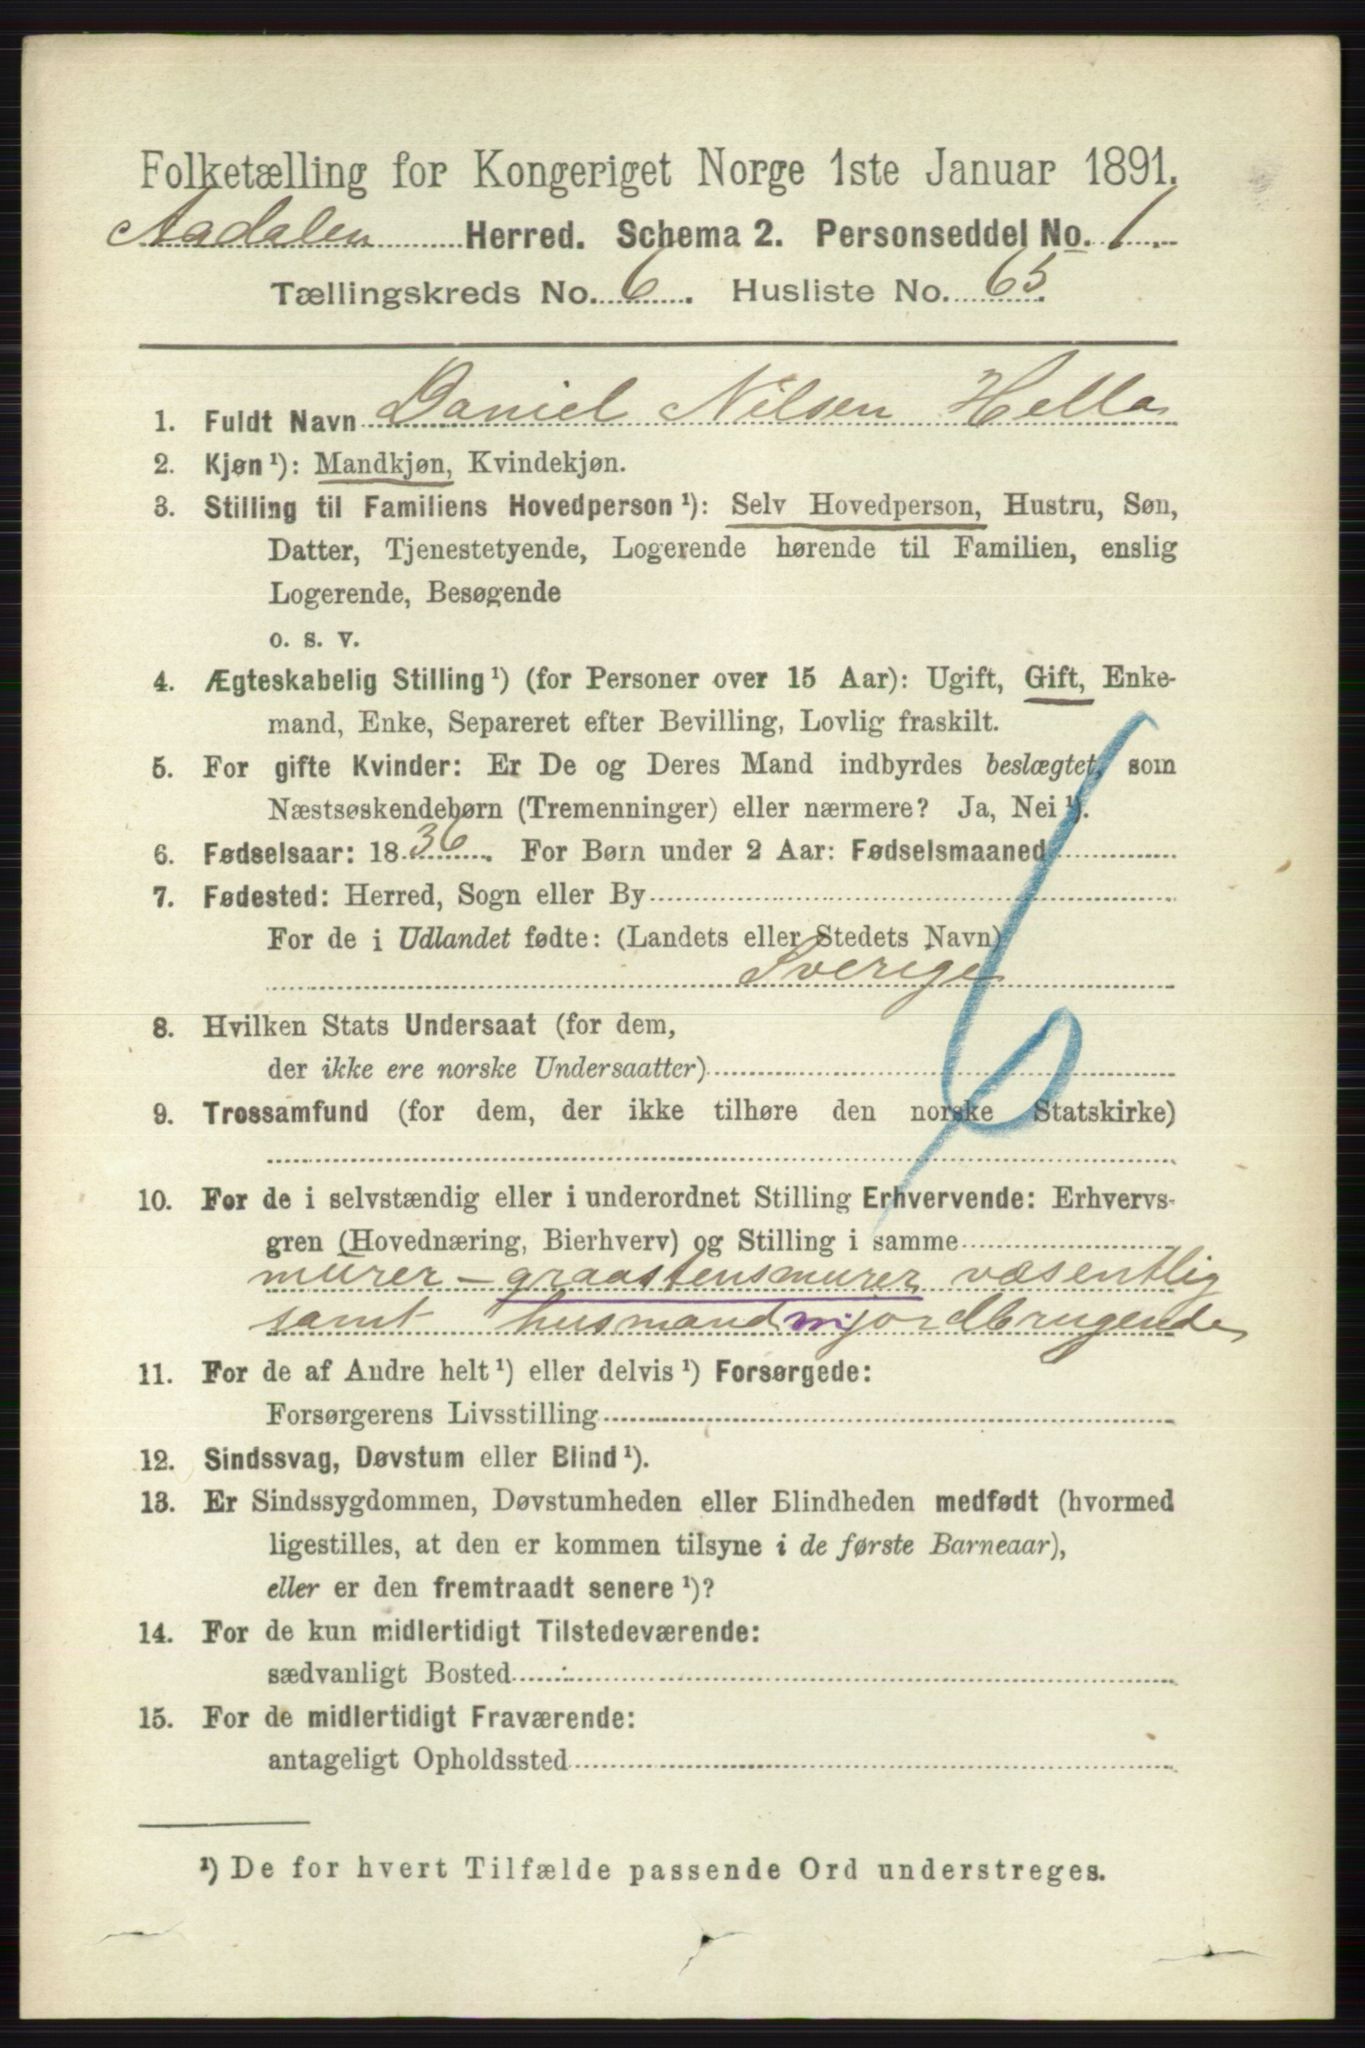 Folketælling for Kongeriget Norge 1ste Januar 1891.
Aadalen Herred. Schema 2. Personseddel No. 1.
Tællingskreds No. 6. Husliste No. 65.
1. Fuldt Navn Daniel Nilsen Hella
2. Kjøn ¹): Mandkjøn, Kvindekjøn.
3. Stilling til Familiens Hovedperson ¹): Selv Hovedperson, Hustru, Søn,
Datter, Tjenestetyende, Logerende hørende til Familien, enslig
Logerende, Besøgende
o. s. v.
4. Ægteskabelig Stilling ¹) (for Personer over 15 Aar): Ugift, Gift, Enke-
mand, Enke, Separeret efter Bevilling, Lovlig fraskilt.
5. For gifte Kvinder: Er De og Deres Mand indbyrdes beslægtet, som
Næstsøskendebørn (Tremenninger) eller nærmere? Ja, Nei ¹).
6. Fødselsaar: 1836. For Børn under 2 Aar: Fødselsmaaned
7. Fødested: Herred, Sogn eller By
For de i Udlandet fødte: (Landets eller Stedets Navn)
Sverige
8. Hvilken Stats Undersaat (for dem,
der ikke ere norske Undersaatter)
9. Trossamfund (for dem, der ikke tilhøre den norske Statskirke)
10. For de i selvstændig eller i underordnet Stilling Erhvervende: Erhvervs-
gren (Hovednæring, Bierhverv) og Stilling i samme
murer - graastensmurer væsentlig
samt husmand m jordbrugende
11. For de af Andre helt ¹) eller delvis ¹) Forsørgede:
Forsørgerens Livsstilling
12. Sindssvag, Døvstum eller Blind ¹).
13. Er Sindssygdommen, Døvstumheden eller Blindheden medfødt (hvormed
ligestilles, at den er kommen tilsyne i de første Barneaar),
eller er den fremtraadt senere ¹)?
14. For de kun midlertidigt Tilstedeværende:
sædvanligt Bosted
15. For de midlertidigt Fraværende:
antageligt Opholdssted
¹) De for hvert Tilfælde passende Ord understreges.